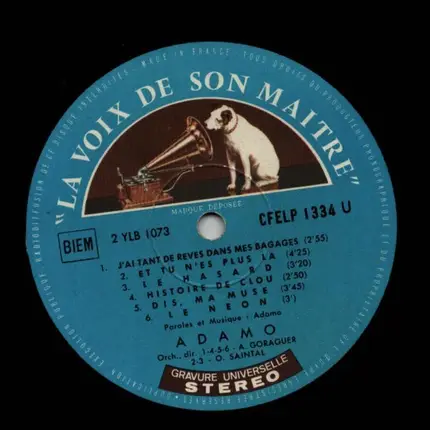 "LA VOIX DE SON MAITRE"
MADE IN FRANCE
MARQUE DÉPOSÉE
BIEM
2 YLB 1073
CFELP 1334 U
1. J'AI TANT DE REVES DANS MES BAGAGES (2'55)
2. ET TU N'ES PLUS LA (4'25)
3. LE HASARD (3'20)
4. HISTOIRE DE CLOU (2'50)
5. DIS, MA MUSE (3'45)
6. LE NEON (3')
Paroles et Musique : Adamo
ADAMO
Orch., dir. 1-4-5-6 - A. GORAGUER
2-3 - O. SAINTAL
GRAVURE UNIVERSELLE
STEREO